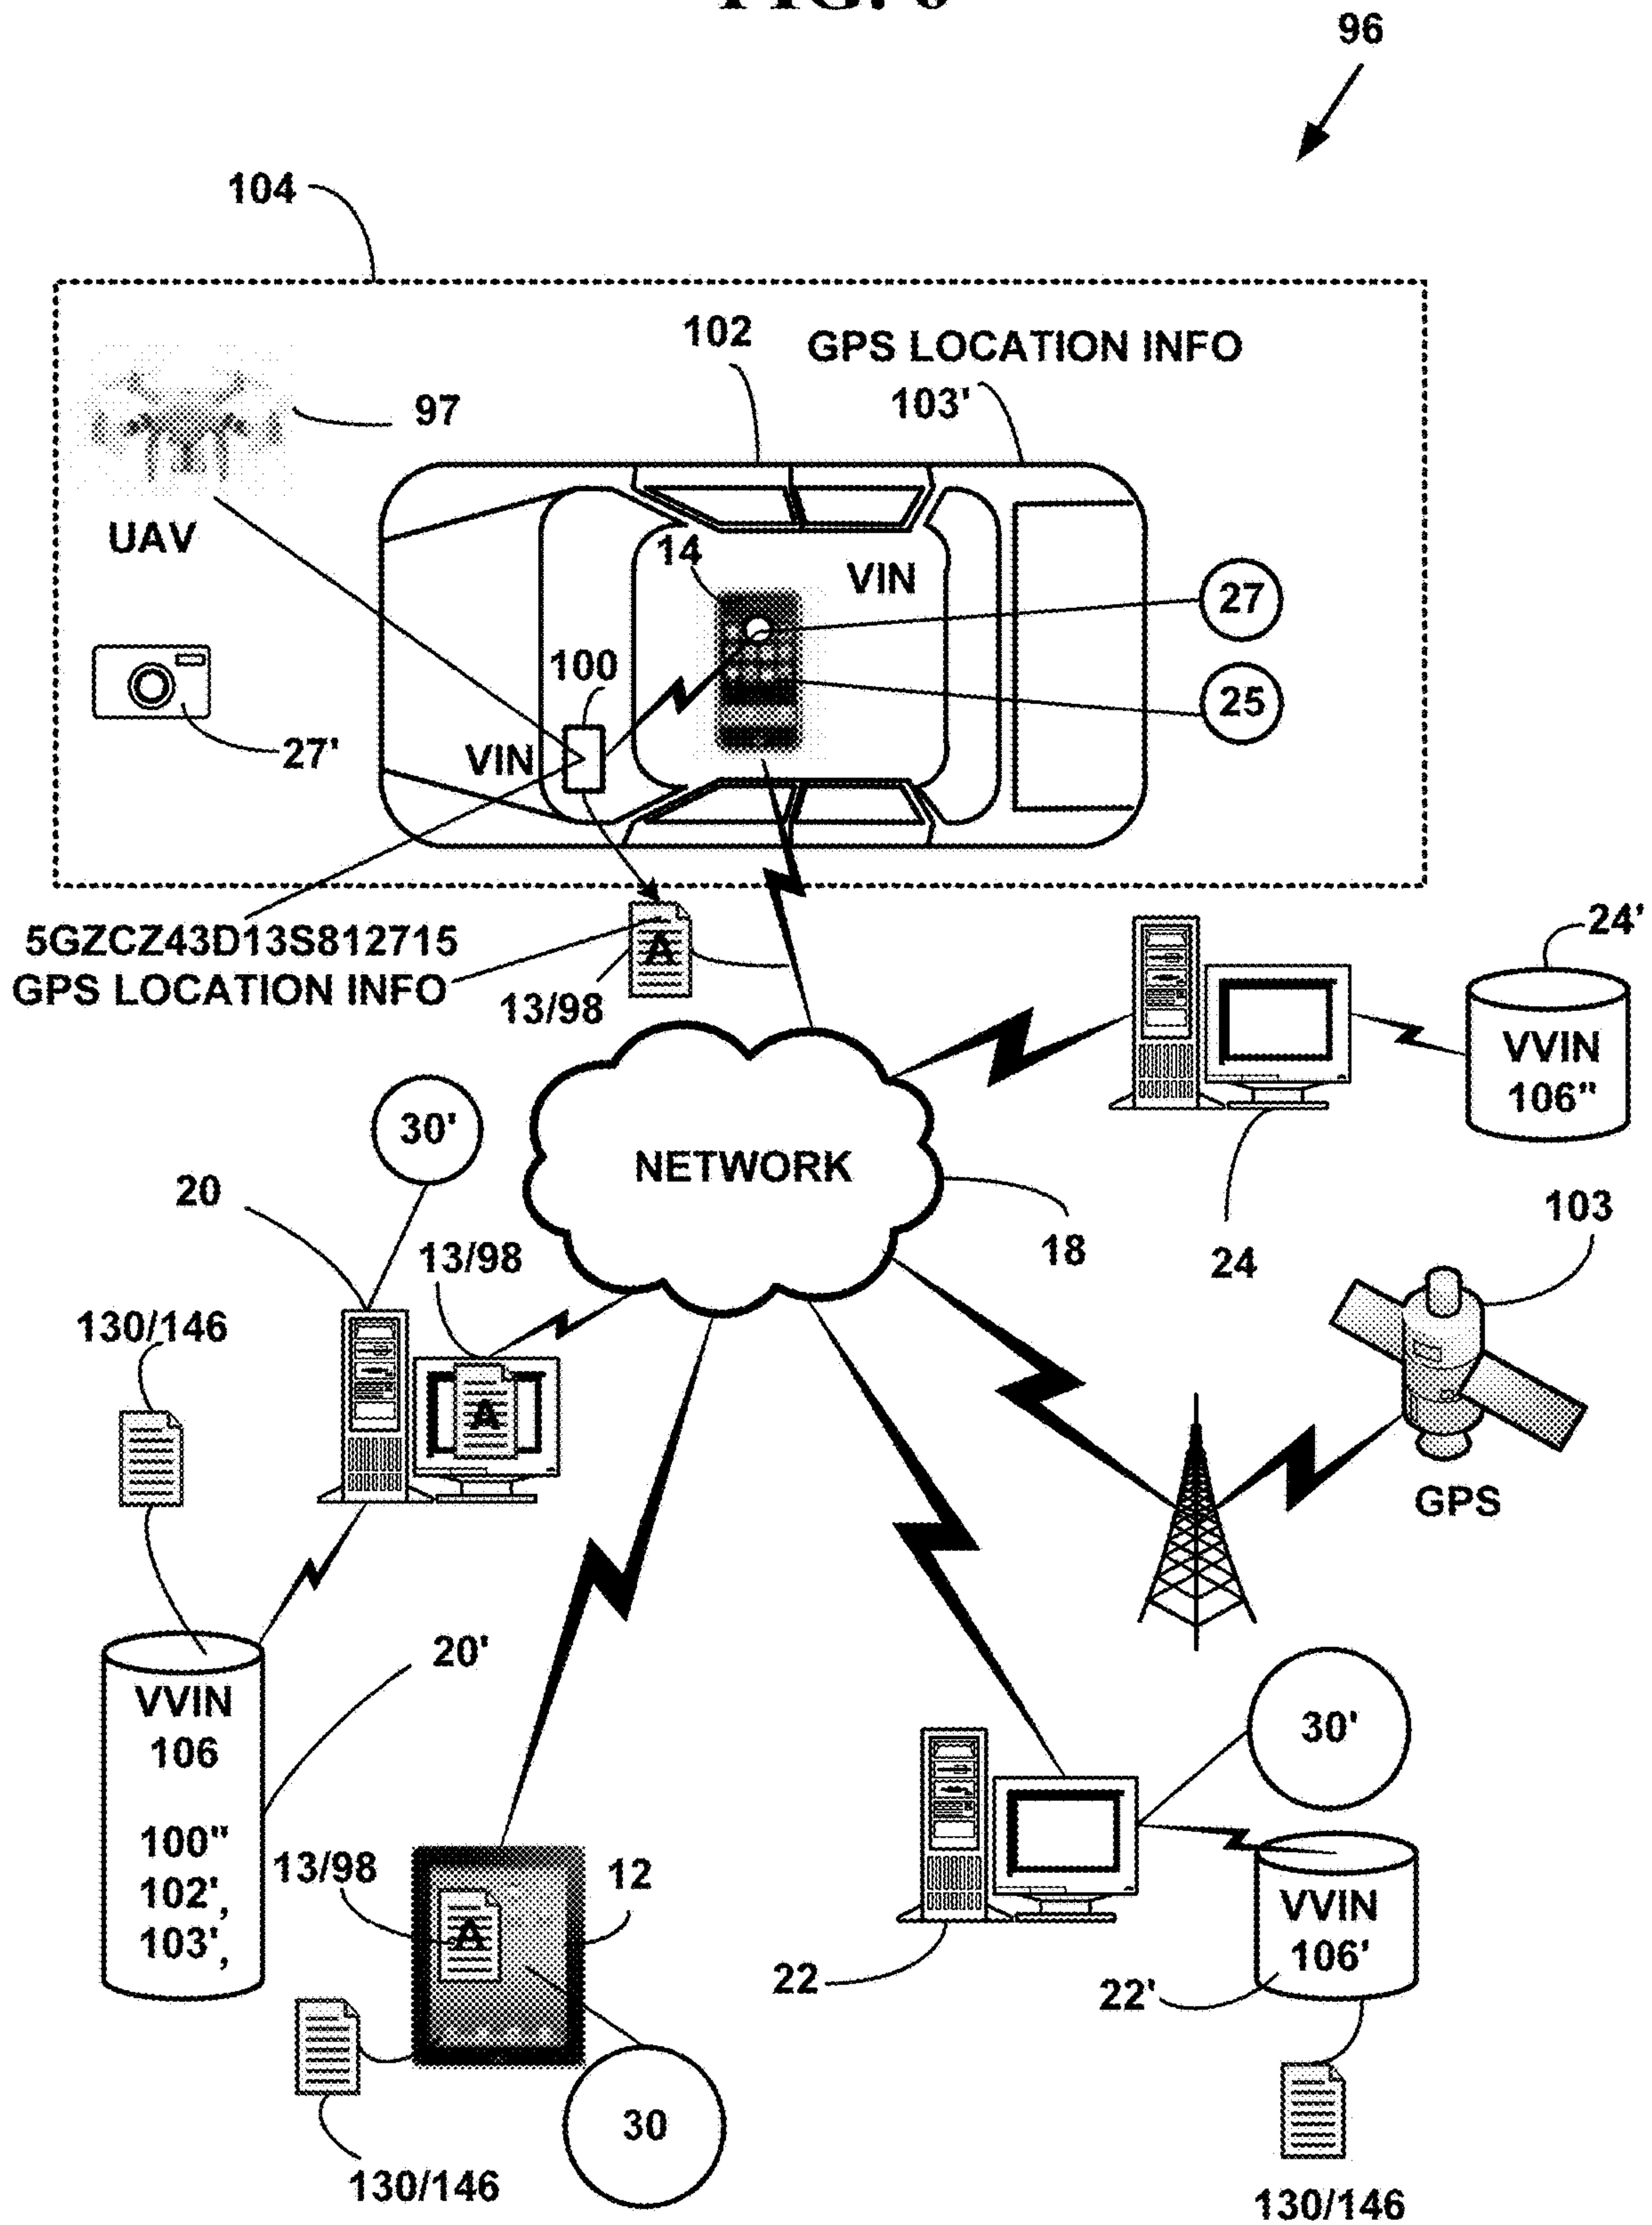 FIG. 6
96
104
102
GPS LOCATION INFO
103'
97
UAV
14
VIN
27
100
25
27'
VIN
5GZCZ43D13S812715
GPS LOCATION INFO
A
13/98
24'
VVIN
106"
30'
NETWORK
20
18
24
103
13/98
130/146
A
GPS
20'
VVIN
106
100"
102',
103',
30'
13/98
A
12
22
VVIN
106'
22'
30
130/146
130/146